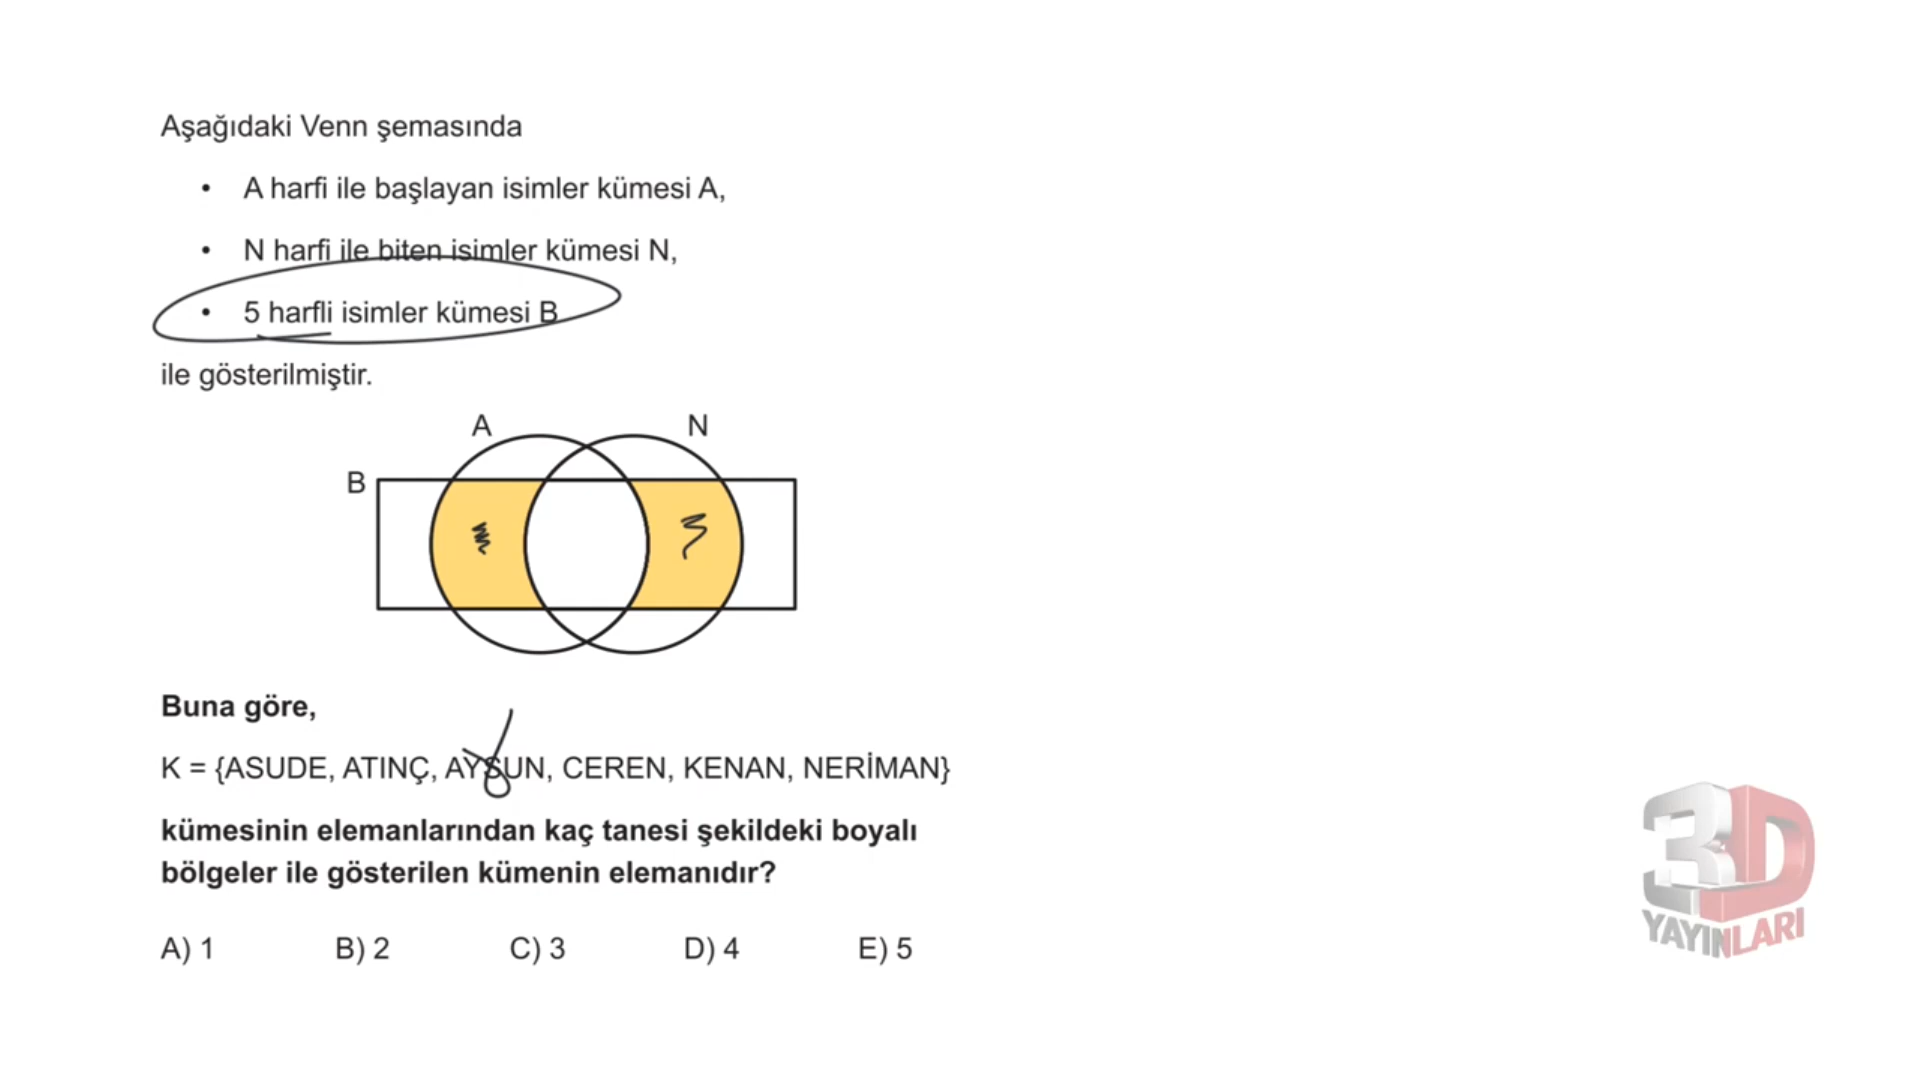 Aşağıdaki Venn şemasında
• A harfi ile başlayan isimler kümesi A,
• N harfi ile biten isimler kümesi N,
• 5 harfli isimler kümesi B
ile gösterilmiştir.
A N
B
Buna göre,
K = {ASUDE, ATINÇ, AYSUN, CEREN, KENAN, NERİMAN}
kümesinin elemanlarından kaç tanesi şekildeki boyalı
bölgeler ile gösterilen kümenin elemanıdır?
A) 1 B) 2 C) 3 D) 4 E) 5
3D
YAYINLARI